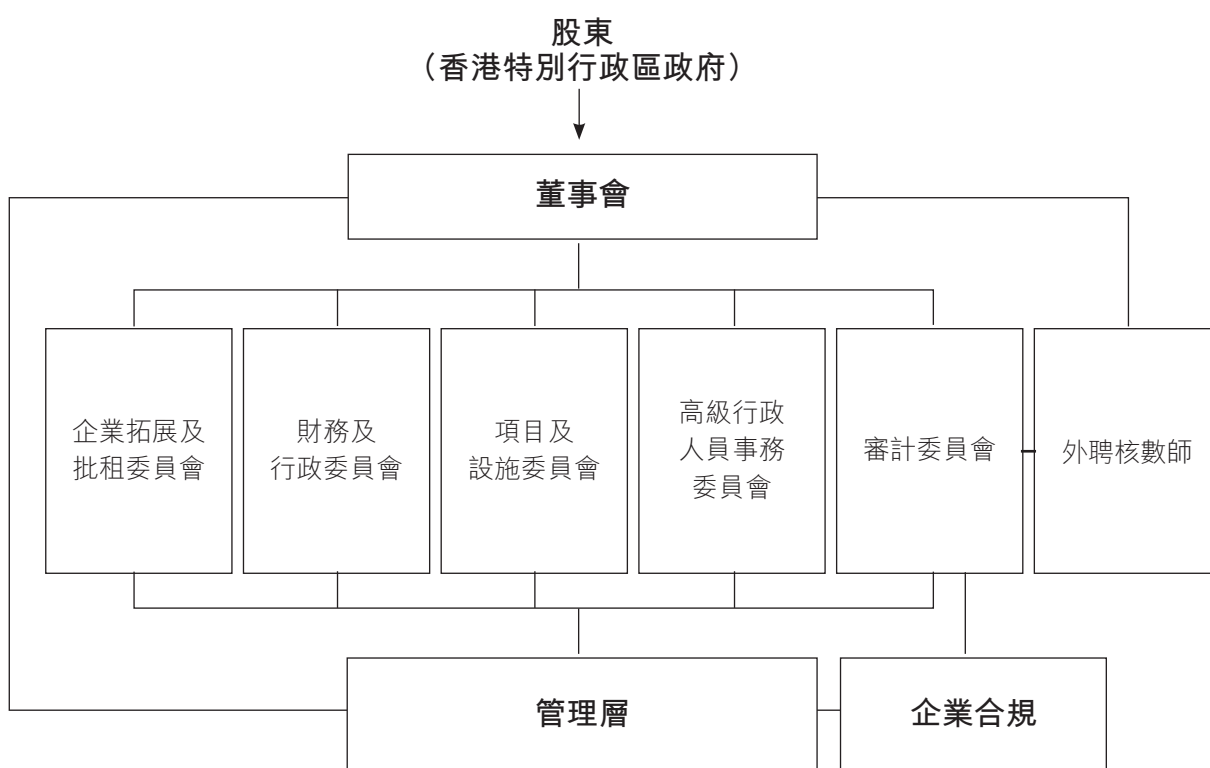 股東
（香港特別行政區政府）
董事會
企業拓展及
批租委員會
財務及
行政委員會
項目及
設施委員會
高級行政
人員事務
委員會
審計委員會
外聘核數師
管理層
企業合規